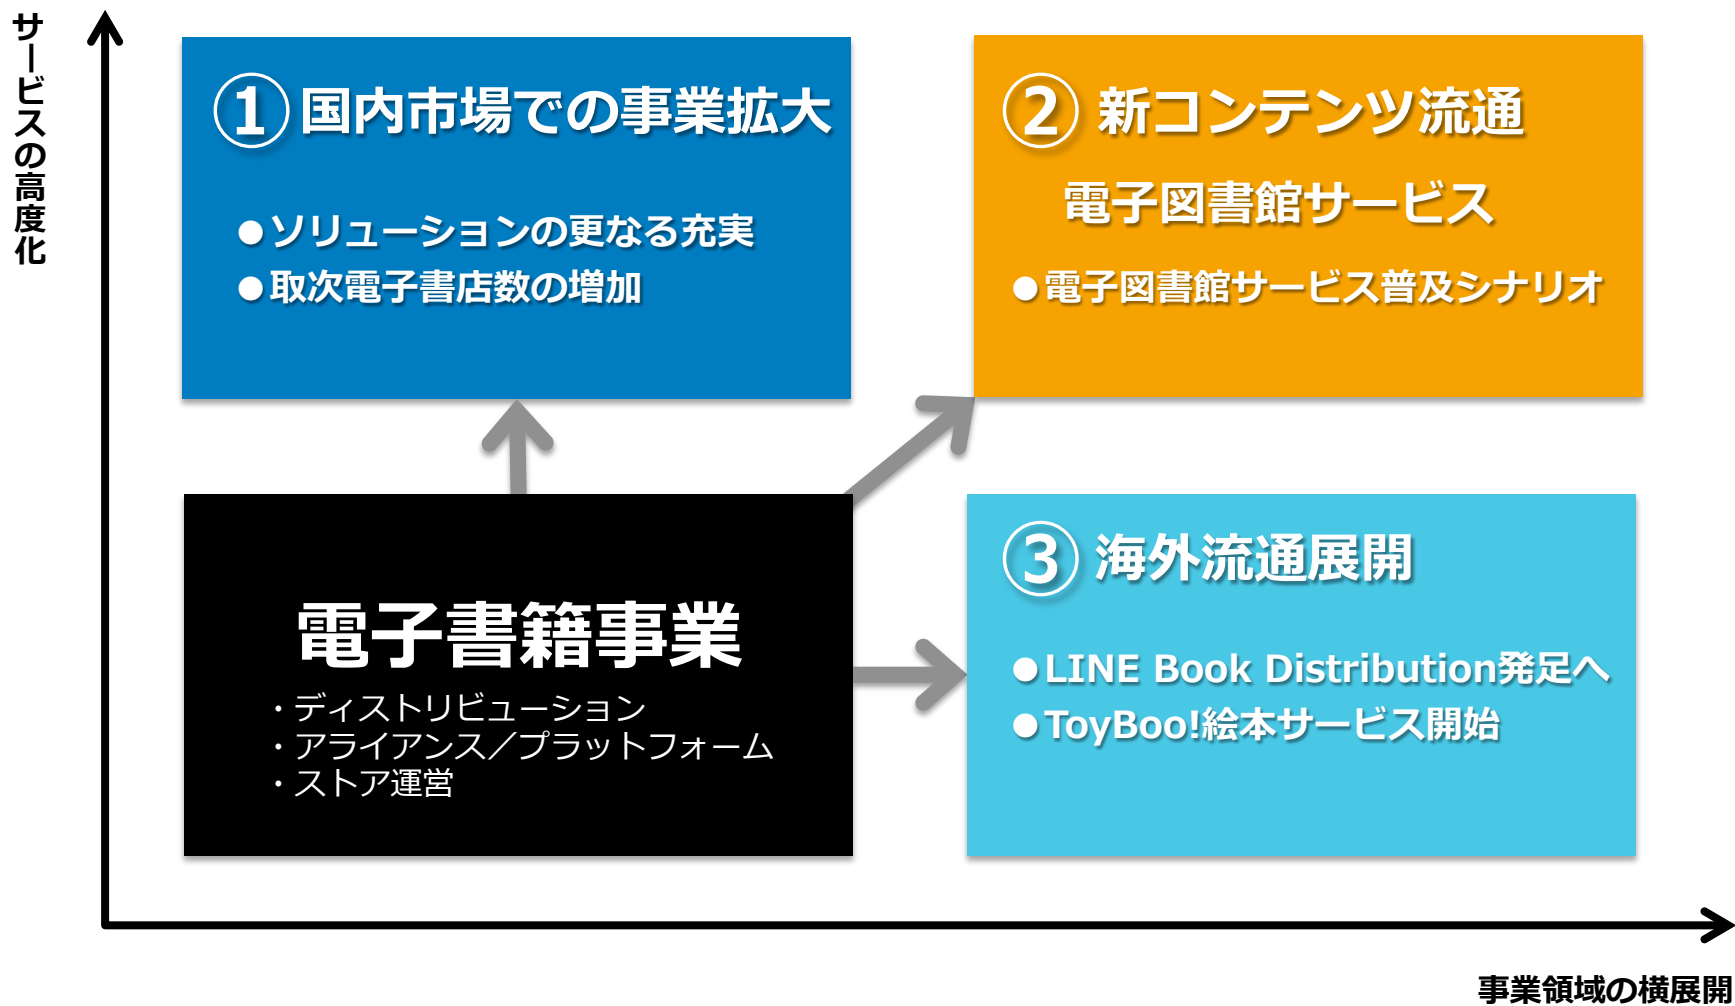 サービスの高度化
① 国内市場での事業拡大
●ソリューションの更なる充実
●取次電子書店数の増加
② 新コンテンツ流通
電子図書館サービス
●電子図書館サービス普及シナリオ
電子書籍事業
・ディストリビューション
・アライアンス／プラットフォーム
・ストア運営
③ 海外流通展開
●LINE Book Distribution発足へ
●ToyBoo!絵本サービス開始
事業領域の横展開